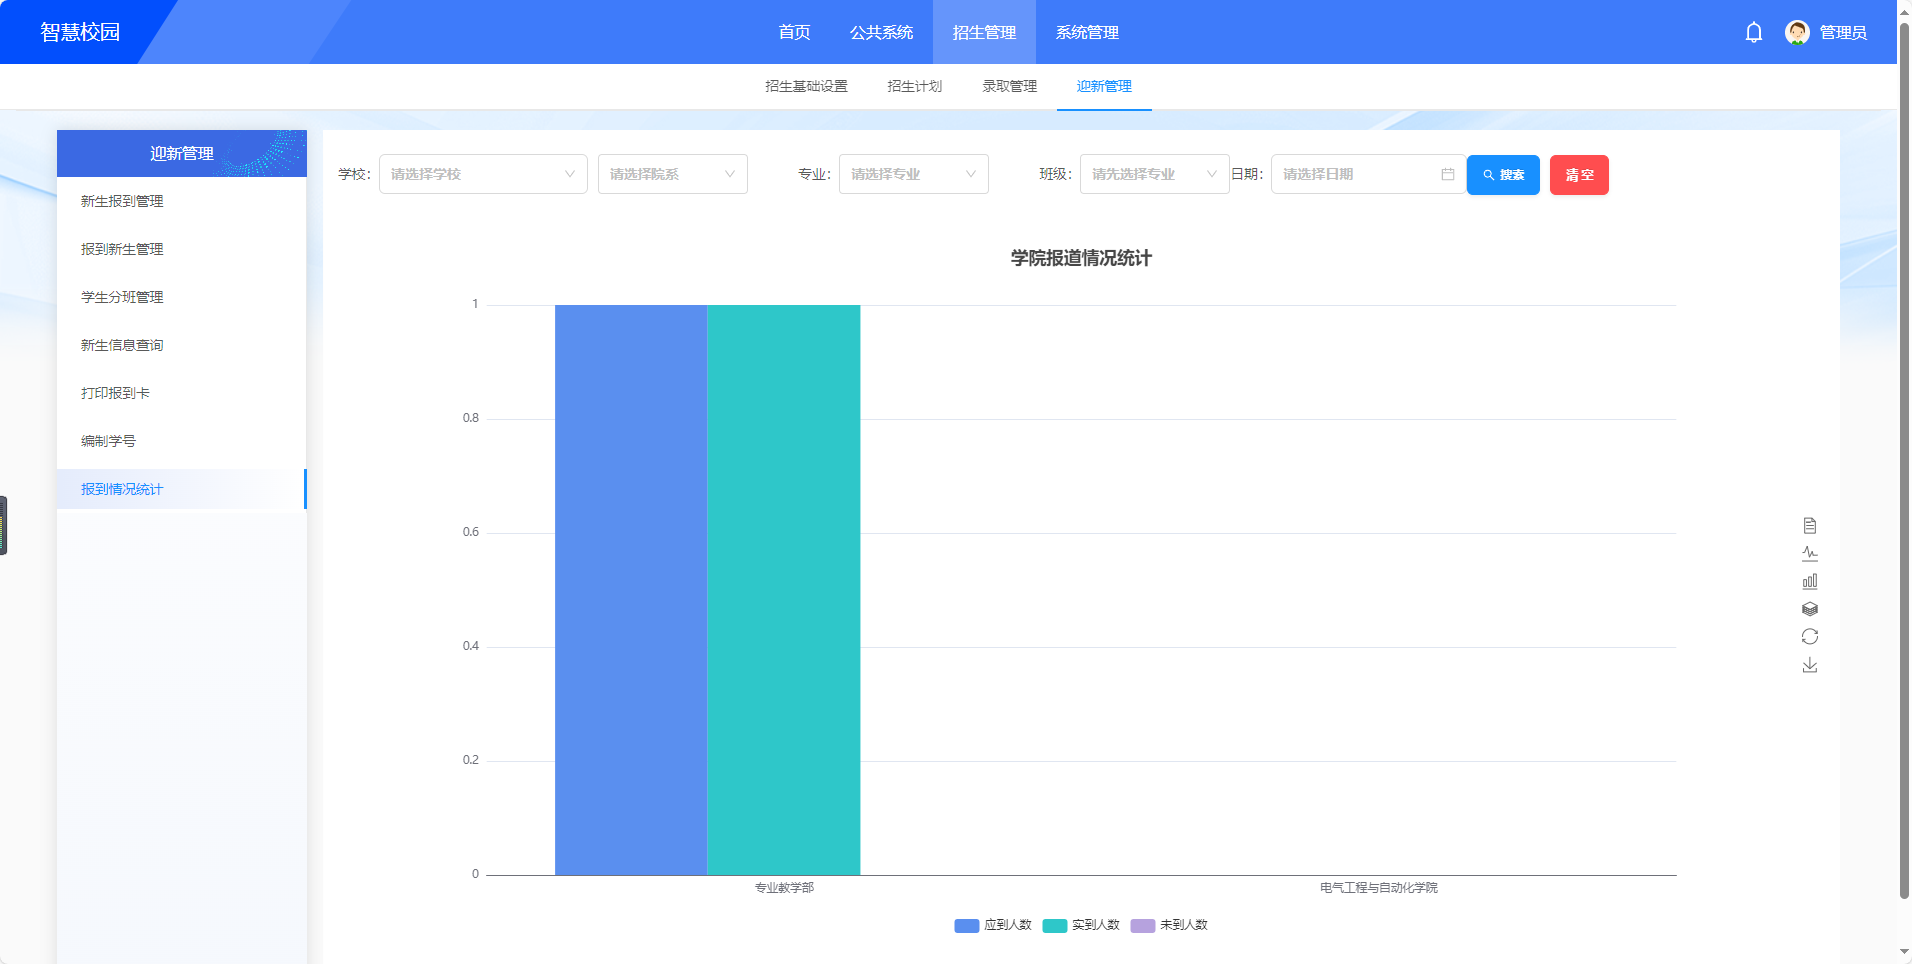 智慧校园
首页 公共系统 招生管理 系统管理
管理员
招生基础设置 招生计划 录取管理 迎新管理
迎新管理
新生报到管理
报到新生管理
学生分班管理
新生信息查询
打印报到卡
编制学号
报到情况统计
学校： 请选择学校 请选择院系 专业： 请选择专业 班级： 请先选择专业 日期： 请选择日期 搜索 清空
学院报道情况统计
1
0.8
0.6
0.4
0.2
0
专业教学部 电气工程与自动化学院
应到人数 实到人数 未到人数